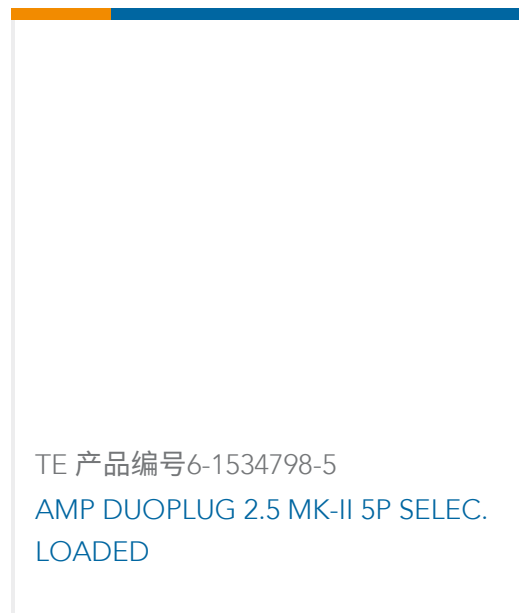 TE 产品编号6-1534798-5
AMP DUOPLUG 2.5 MK-II 5P SELEC.
LOADED